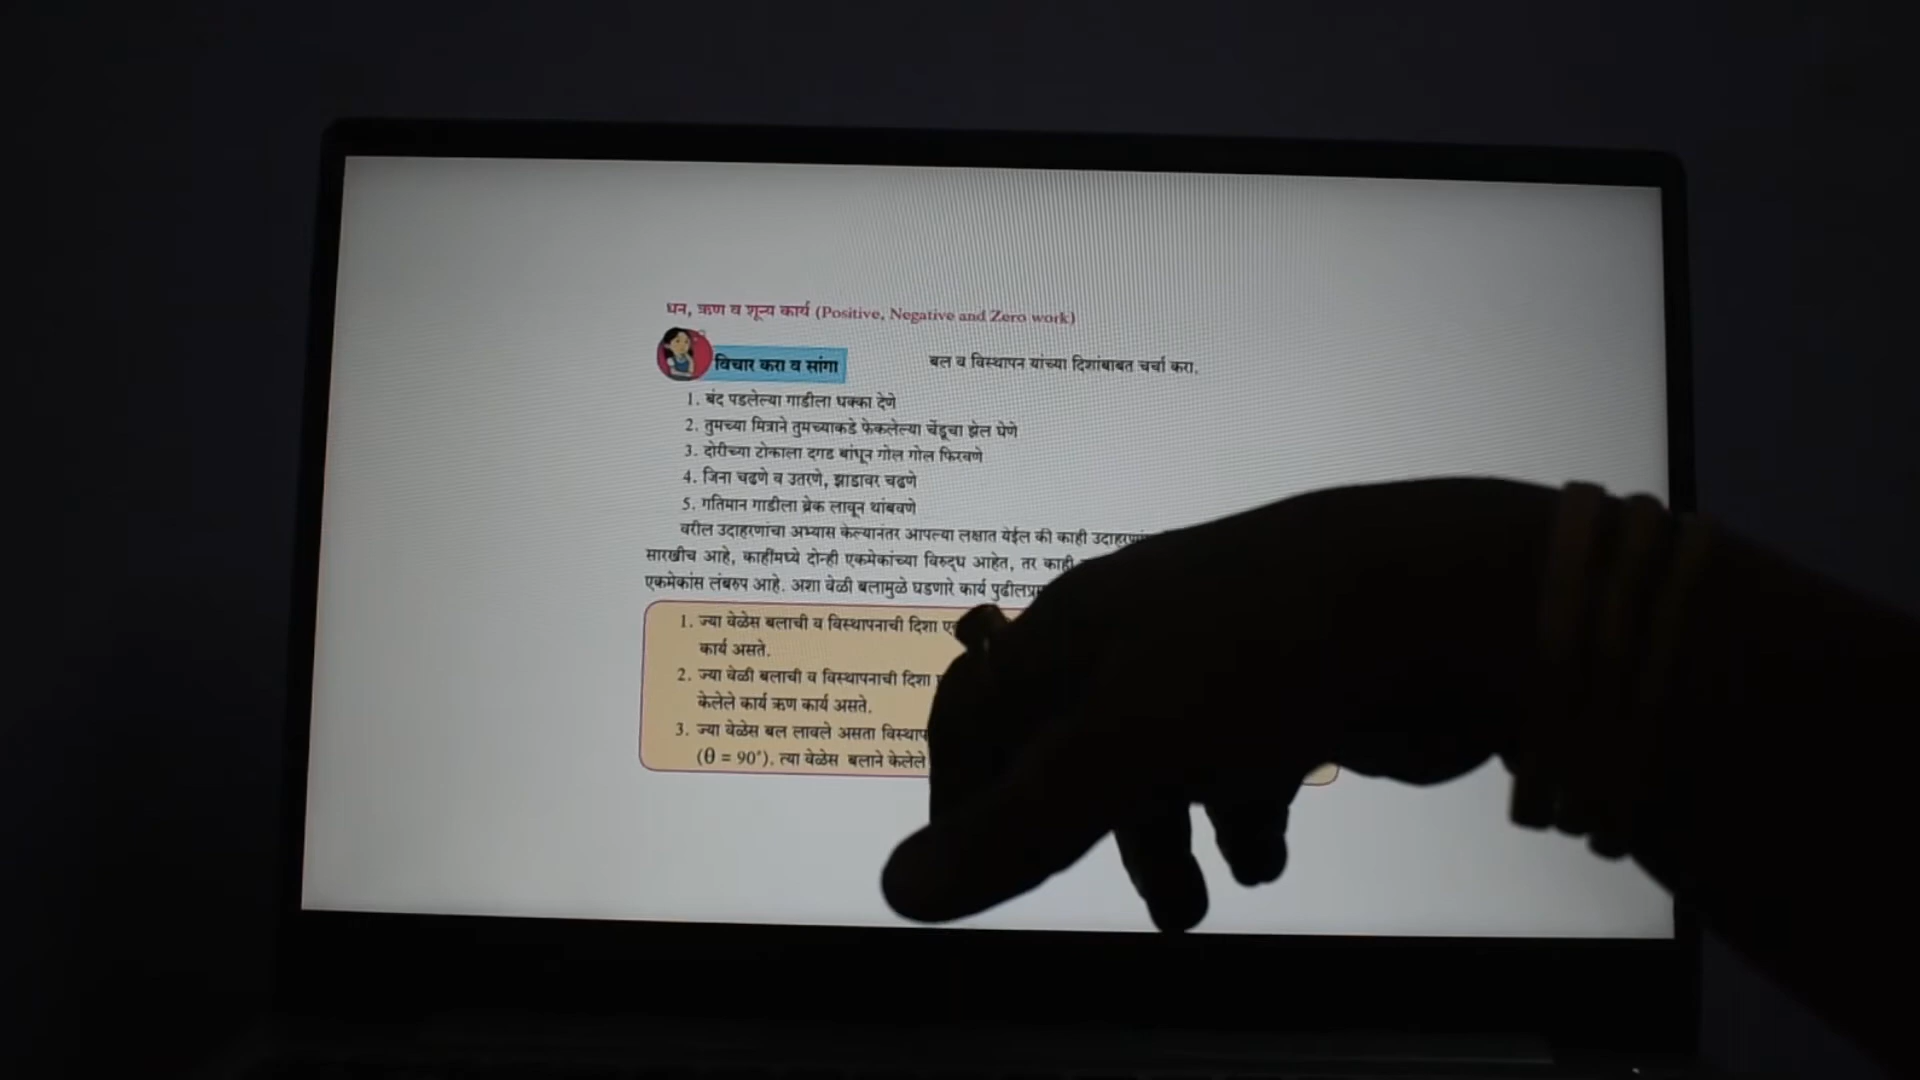 धन, ऋण व शून्य कार्य (Positive, Negative and Zero work)
विचार करा व सांगा
बल व विस्थापन यांच्या दिशांबाबत चर्चा करा.
1. बंद पडलेल्या गाडीला धक्का देणे
2. तुमच्या मित्राने तुमच्याकडे फेकलेल्या चेंडूचा झेल घेणे
3. दोरीच्या टोकाला दगड बांधून गोल गोल फिरवणे
4. जिना चढणे व उतरणे, झाडावर चढणे
5. गतिमान गाडीला ब्रेक लावून थांबवणे
वरील उदाहरणांचा अभ्यास केल्यानंतर आपल्या लक्षात येईल की काही
सारखीच आहे, काहींमध्ये दोन्ही एकमेकांच्या विरुद्ध आहेत, तर काही
एकमेकांस लंबरुप आहे. अशा वेळी बलामुळे घडणारे कार्य
1. ज्या वेळेस बलाची व विस्थापनाची दिशा
कार्य असते.
2. ज्या वेळी बलाची व विस्थापनाची दिशा
केलेले कार्य ऋण कार्य असते.
3. ज्या वेळेस बल लावले असता
(θ = 90°). त्या वेळेस बलाने केलेले